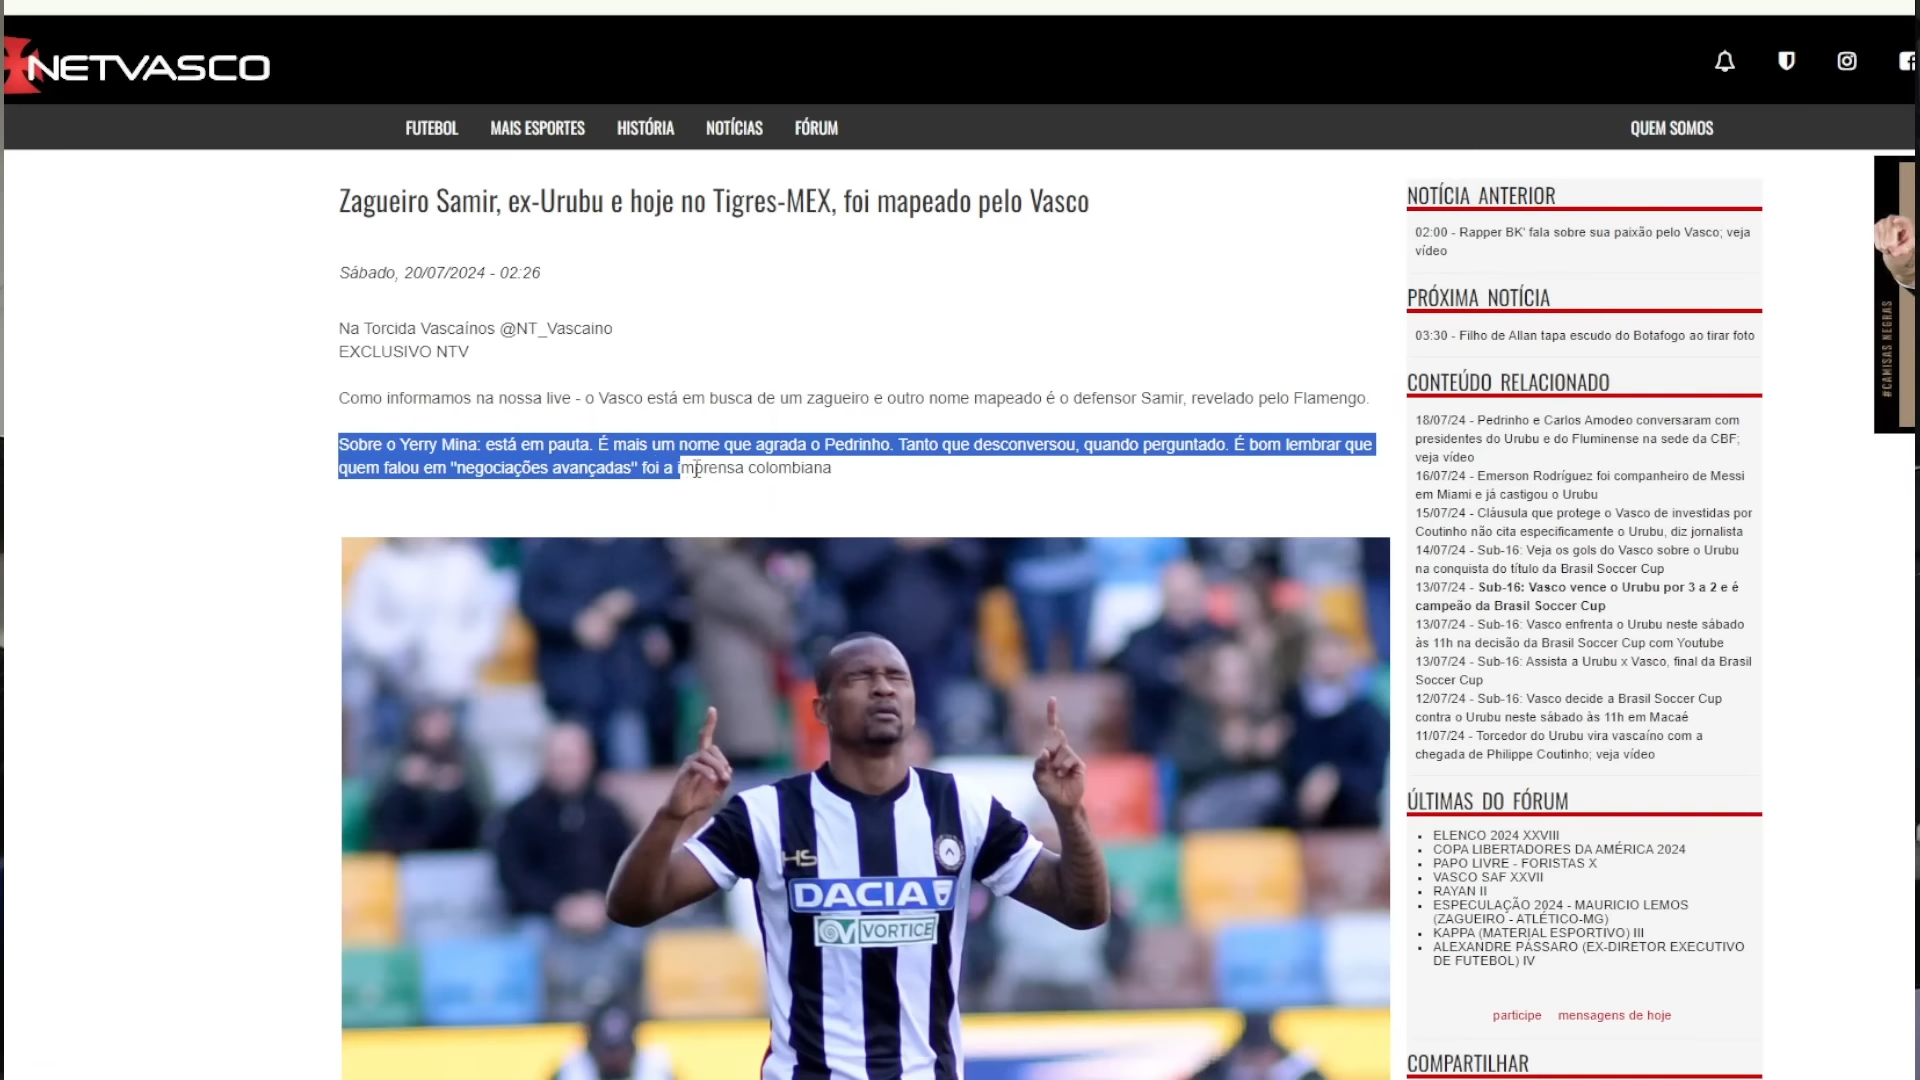 NETVASCO
FUTEBOL MAIS ESPORTES HISTÓRIA NOTÍCIAS FÓRUM QUEM SOMOS
Zagueiro Samir, ex-Urubu e hoje no Tigres-MEX, foi mapeado pelo Vasco
Sábado, 20/07/2024 - 02:26
Na Torcida Vascaínos @NT_Vascaino
EXCLUSIVO NTV
Como informamos na nossa live - o Vasco está em busca de um zagueiro e outro nome mapeado é o defensor Samir, revelado pelo Flamengo.
Sobre o Yerry Mina: está em pauta. É mais um nome que agrada o Pedrinho. Tanto que desconversou, quando perguntado. É bom lembrar que
quem falou em "negociações avançadas" foi a imprensa colombiana
HS
DACIA
VORTICE
NOTÍCIA ANTERIOR
02:00 - Rapper BK' fala sobre sua paixão pelo Vasco; veja
vídeo
PRÓXIMA NOTÍCIA
03:30 - Filho de Allan tapa escudo do Botafogo ao tirar foto
CONTEÚDO RELACIONADO
18/07/24 - Pedrinho e Carlos Amodeo conversaram com
presidentes do Urubu e do Fluminense na sede da CBF;
veja vídeo
16/07/24 - Emerson Rodríguez foi companheiro de Messi
em Miami e já castigou o Urubu
15/07/24 - Cláusula que protege o Vasco de investidas por
Coutinho não cita especificamente o Urubu, diz jornalista
14/07/24 - Sub-16: Veja os gols do Vasco sobre o Urubu
na conquista do título da Brasil Soccer Cup
13/07/24 - Sub-16: Vasco vence o Urubu por 3 a 2 e é
campeão da Brasil Soccer Cup
13/07/24 - Sub-16: Vasco enfrenta o Urubu neste sábado
às 11h na decisão da Brasil Soccer Cup com Youtube
13/07/24 - Sub-16: Assista a Urubu x Vasco, final da Brasil
Soccer Cup
12/07/24 - Sub-16: Vasco decide a Brasil Soccer Cup
contra o Urubu neste sábado às 11h em Macaé
11/07/24 - Torcedor do Urubu vira vascaíno com a
chegada de Philippe Coutinho; veja vídeo
ÚLTIMAS DO FÓRUM
ELENCO 2024 XXVIII
COPA LIBERTADORES DA AMÉRICA 2024
PAPO LIVRE - FORISTAS X
VASCO SAF XXVII
RAYAN II
ESPECULAÇÃO 2024 - MAURICIO LEMOS
(ZAGUEIRO - ATLÉTICO-MG)
KAPPA (MATERIAL ESPORTIVO) III
ALEXANDRE PÁSSARO (EX-DIRETOR EXECUTIVO
DE FUTEBOL) IV
participe mensagens de hoje
COMPARTILHAR
#CAMISAS NEGRAS